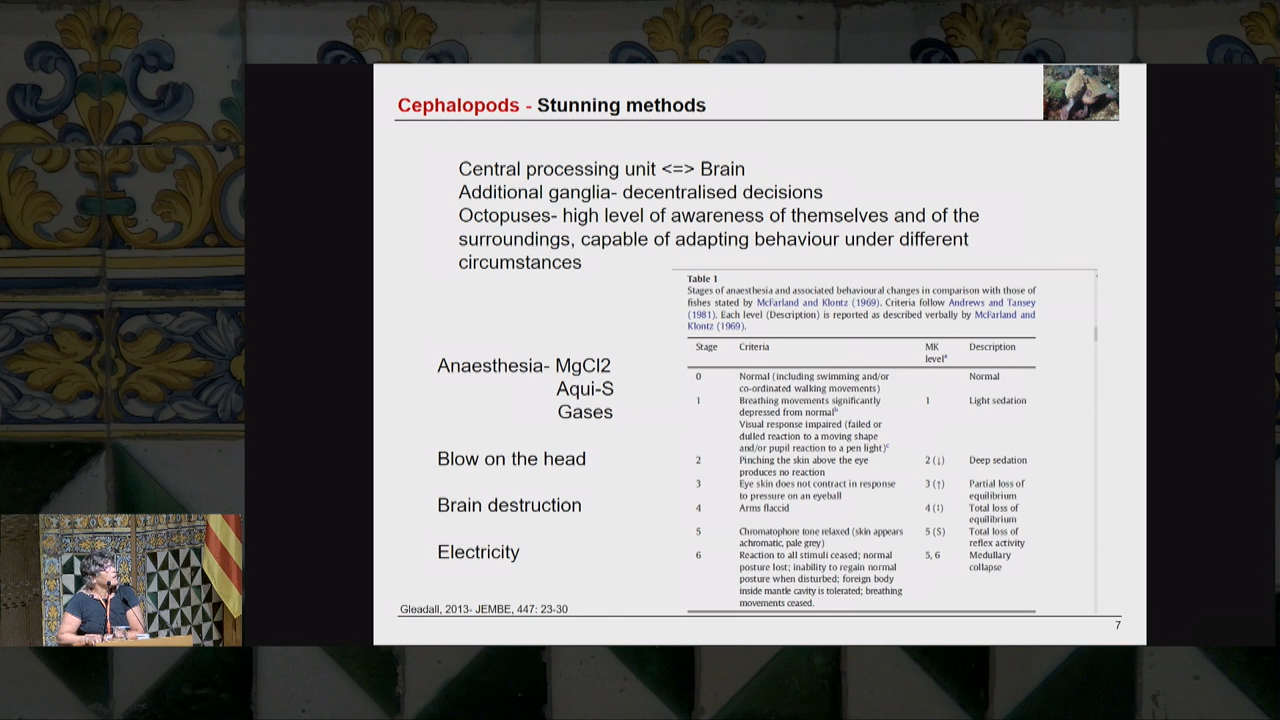 Cephalopods - Stunning methods
Central processing unit <=> Brain
Additional ganglia- decentralised decisions
Octopuses- high level of awareness of themselves and of the
surroundings, capable of adapting behaviour under different
circumstances
Table 1
Stages of anaesthesia and associated behavioural changes in comparison with those of
fishes stated by McFarland and Klontz (1969). Criteria follow Andrews and Tansey
(1981). Each level (Description) is reported as described verbally by McFarland and
Klontz (1969).
Stage Criteria MK level^a Description
0 Normal (including swimming and/or Normal
co-ordinated walking movements)
1 Breathing movements significantly 1 Light sedation
depressed from normal^b
Visual response impaired (failed or
dulled reaction to a moving shape
and/or pupil reaction to a pen light)^c
2 Pinching the skin above the eye 2 (↓) Deep sedation
produces no reaction
3 Eye skin does not contract in response 3 (↑) Partial loss of
to pressure on an eyeball equilibrium
4 Arms flaccid 4 (↕) Total loss of
equilibrium
5 Chromatophore tone relaxed (skin appears 5 (S) Total loss of
achromatic, pale grey) reflex activity
6 Reaction to all stimuli ceased; normal 5, 6 Medullary
posture lost; inability to regain normal collapse
posture when disturbed; foreign body
inside mantle cavity is tolerated; breathing
movements ceased.
Anaesthesia- MgCl2
Aqui-S
Gases
Blow on the head
Brain destruction
Electricity
Gleadall, 2013- JEMBE, 447: 23-30
7